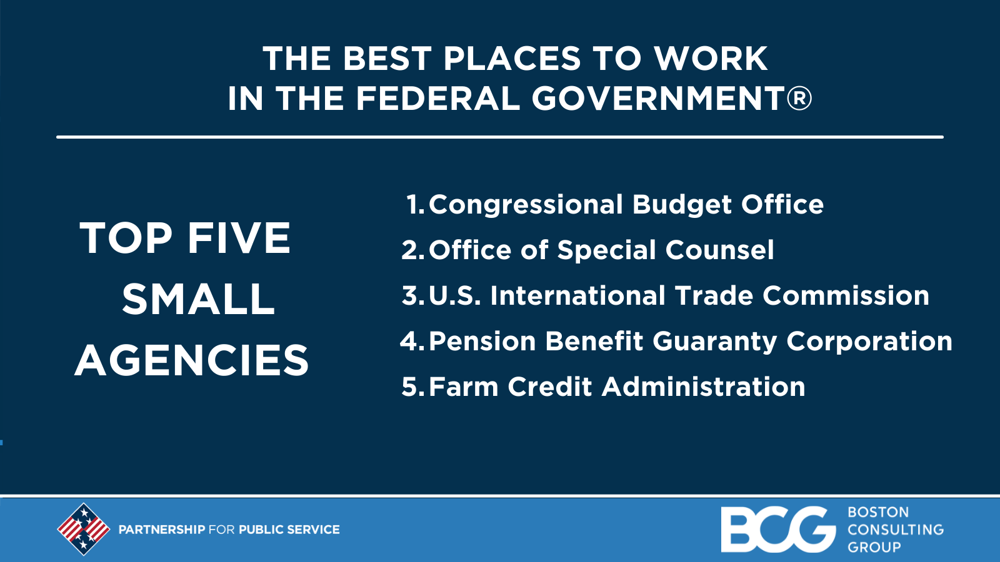 THE BEST PLACES TO WORK
IN THE FEDERAL GOVERNMENT®
TOP FIVE
SMALL
AGENCIES
1. Congressional Budget Office
2. Office of Special Counsel
3. U.S. International Trade Commission
4. Pension Benefit Guaranty Corporation
5. Farm Credit Administration
PARTNERSHIP FOR PUBLIC SERVICE
BCG
BOSTON
CONSULTING
GROUP